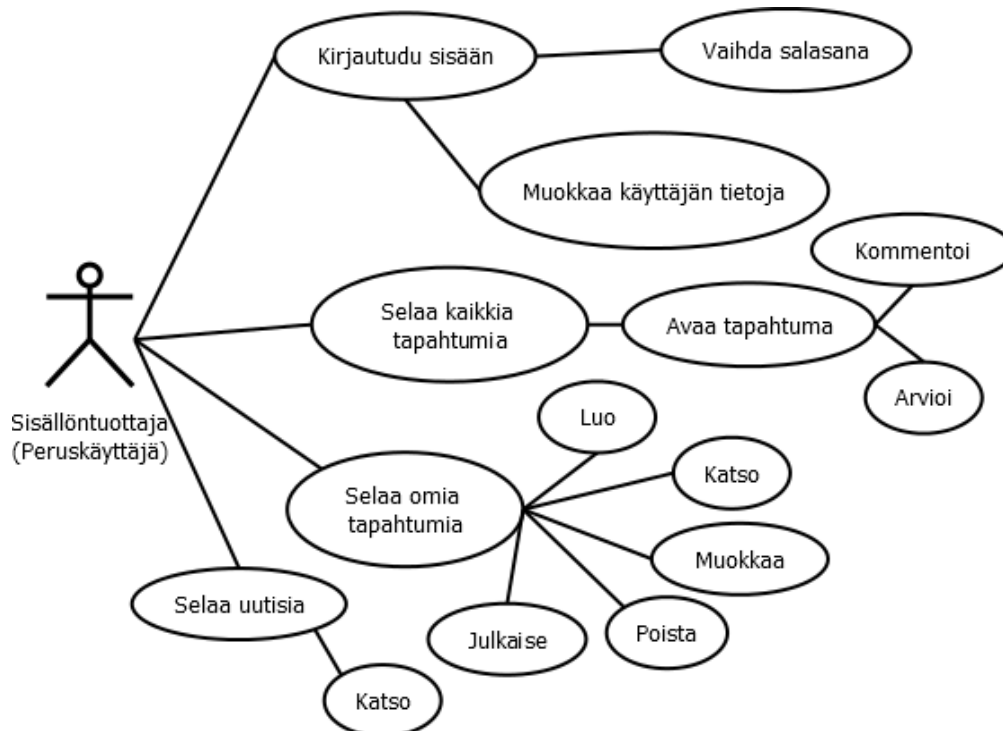 Kirjautudu sisään
Vaihda salasana
Muokkaa käyttäjän tietoja
Kommentoi
Selaa kaikkia
tapahtumia
Avaa tapahtuma
Arvioi
Sisällöntuottaja
(Peruskäyttäjä)
Luo
Katso
Selaa omia
tapahtumia
Muokkaa
Selaa uutisia
Julkaise
Poista
Katso